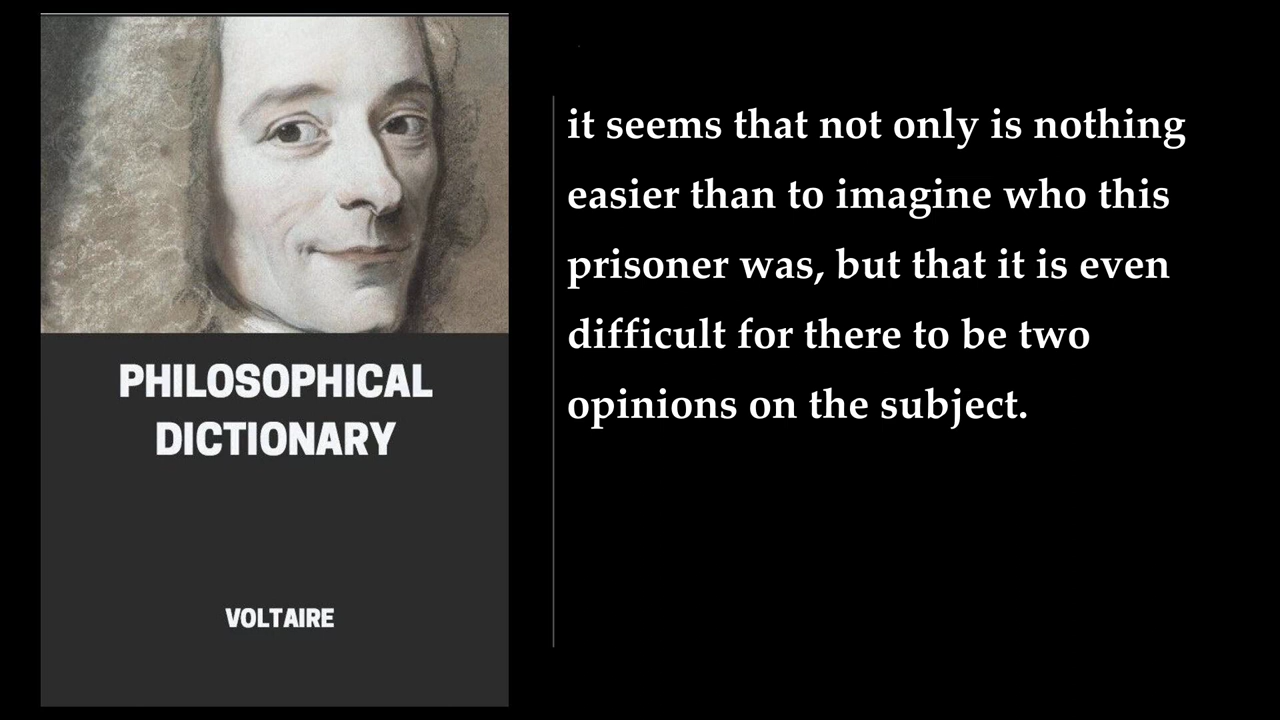 PHILOSOPHICAL
DICTIONARY
VOLTAIRE
it seems that not only is nothing
easier than to imagine who this
prisoner was, but that it is even
difficult for there to be two
opinions on the subject.